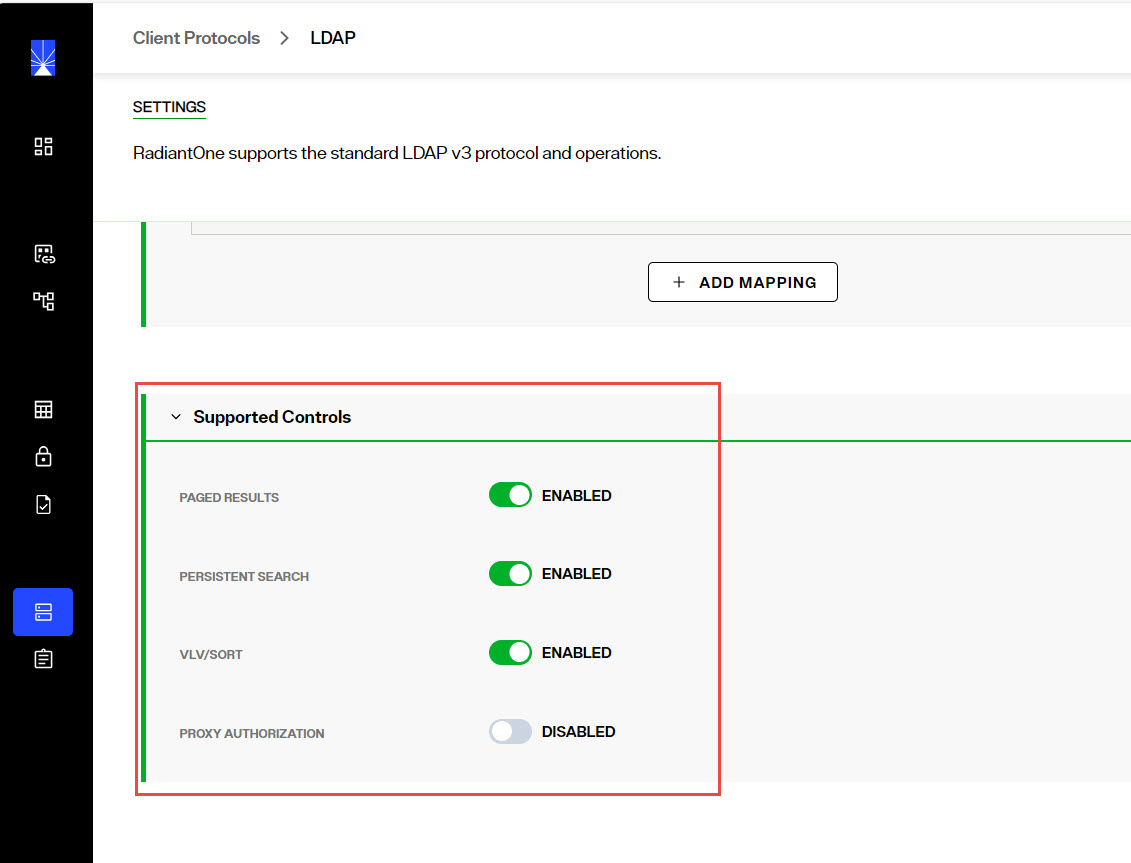 Client Protocols > LDAP
SETTINGS
RadiantOne supports the standard LDAP v3 protocol and operations.
+ ADD MAPPING
Supported Controls
PAGED RESULTS ENABLED
PERSISTENT SEARCH ENABLED
VLV/SORT ENABLED
PROXY AUTHORIZATION DISABLED